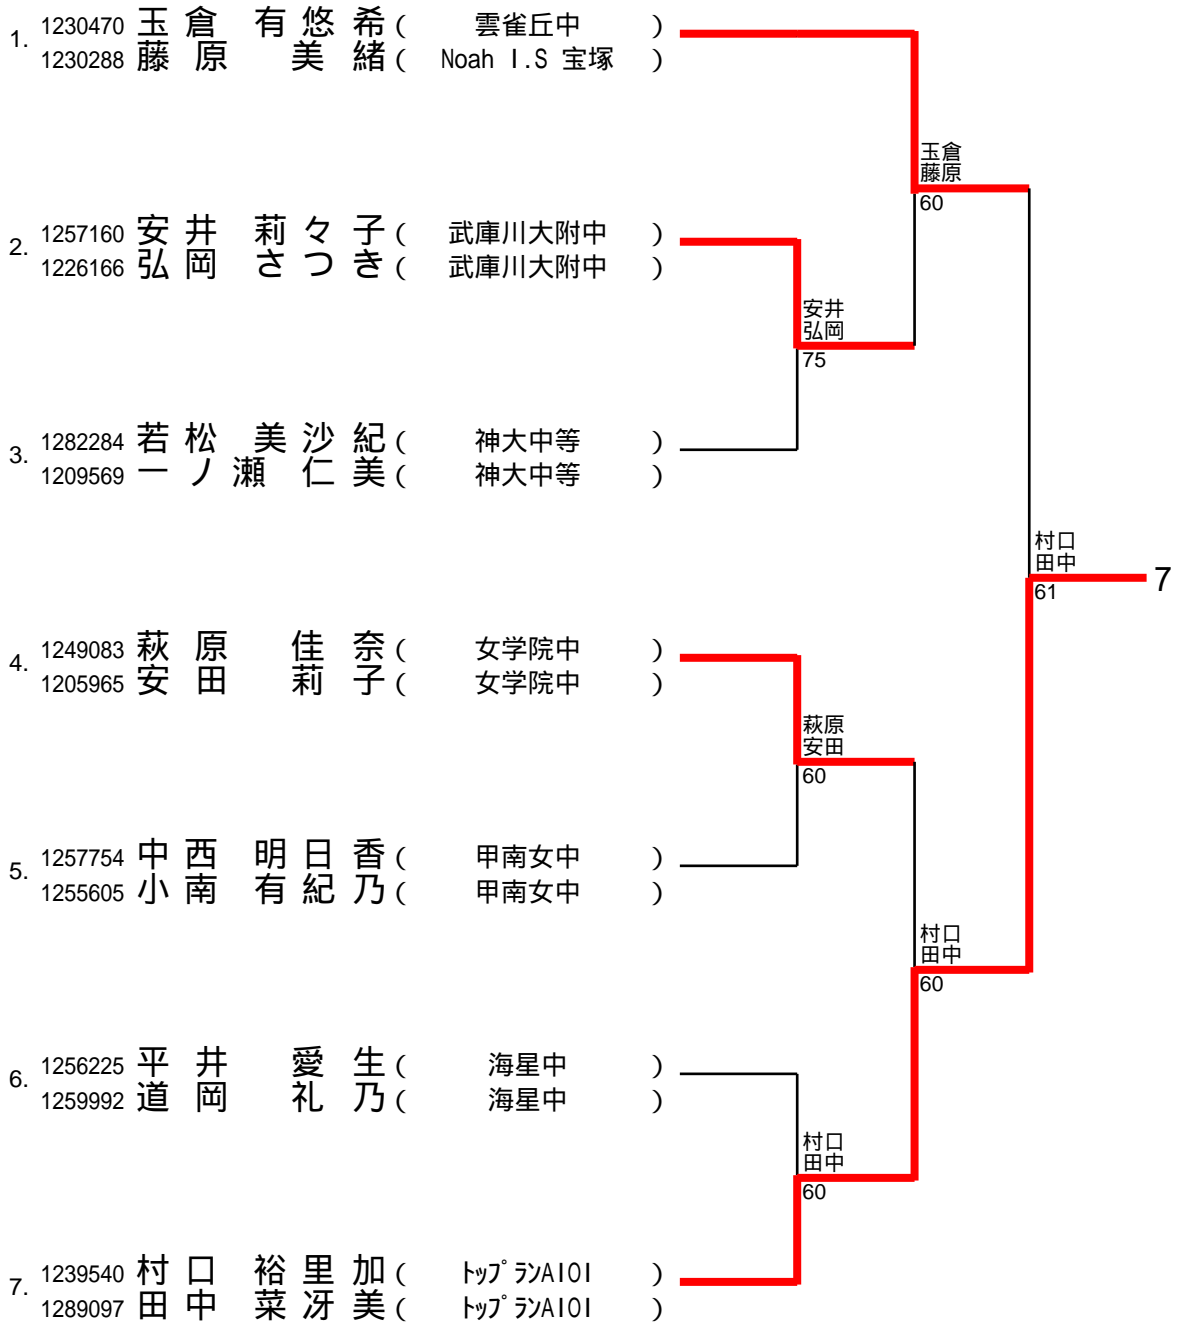 1. 1230470 玉倉 有悠希 ( 雲雀丘中 )
1230288 藤原 美緒 ( Noah I.S 宝塚 )
玉倉
藤原
60
2. 1257160 安井 莉々子 ( 武庫川大附中 )
1226166 弘岡 さつき ( 武庫川大附中 )
安井
弘岡
75
3. 1282284 若松 美沙紀 ( 神大中等 )
1209569 一ノ瀬 仁美 ( 神大中等 )
村口
田中
61
7
4. 1249083 萩原 佳奈 ( 女学院中 )
1205965 安田 莉子 ( 女学院中 )
萩原
安田
60
5. 1257754 中西 明日香 ( 甲南女中 )
1255605 小南 有紀乃 ( 甲南女中 )
村口
田中
60
6. 1256225 平井 愛生 ( 海星中 )
1259992 道岡 礼乃 ( 海星中 )
村口
田中
60
7. 1239540 村口 裕里加 ( ﾄｯﾌﾟﾗﾝAIOI )
1289097 田中 菜冴美 ( ﾄｯﾌﾟﾗﾝAIOI )